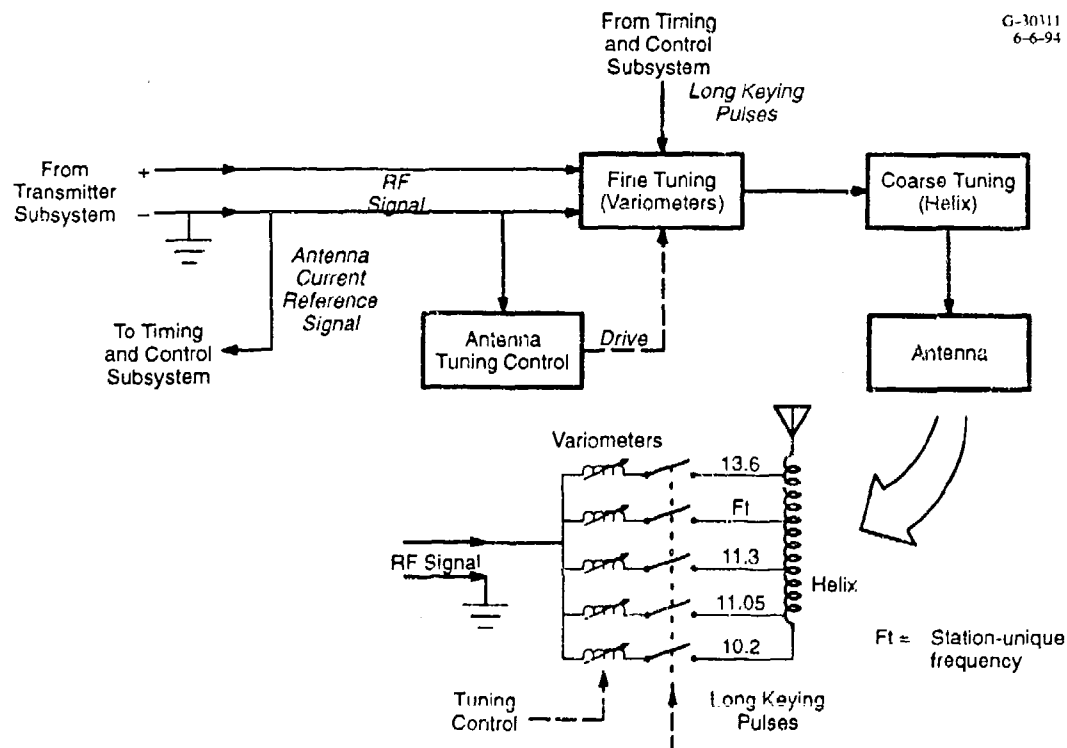 G-30311
6-6-94
From Timing
and Control
Subsystem
Long Keying
Pulses
From
Transmitter
Subsystem
+
–
RF
Signal
Fine Tuning
(Variometers)
Coarse Tuning
(Helix)
Antenna
Current
Reference
Signal
To Timing
and Control
Subsystem
Antenna
Tuning Control
Drive
Antenna
Variometers
13.6
Ft
11.3
11.05
10.2
RF Signal
Helix
Ft = Station-unique
frequency
Tuning
Control
Long Keying
Pulses